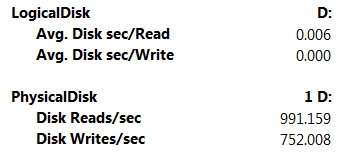 LogicalDisk D:
Avg. Disk sec/Read 0.006
Avg. Disk sec/Write 0.000
PhysicalDisk 1 D:
Disk Reads/sec 991.159
Disk Writes/sec 752.008